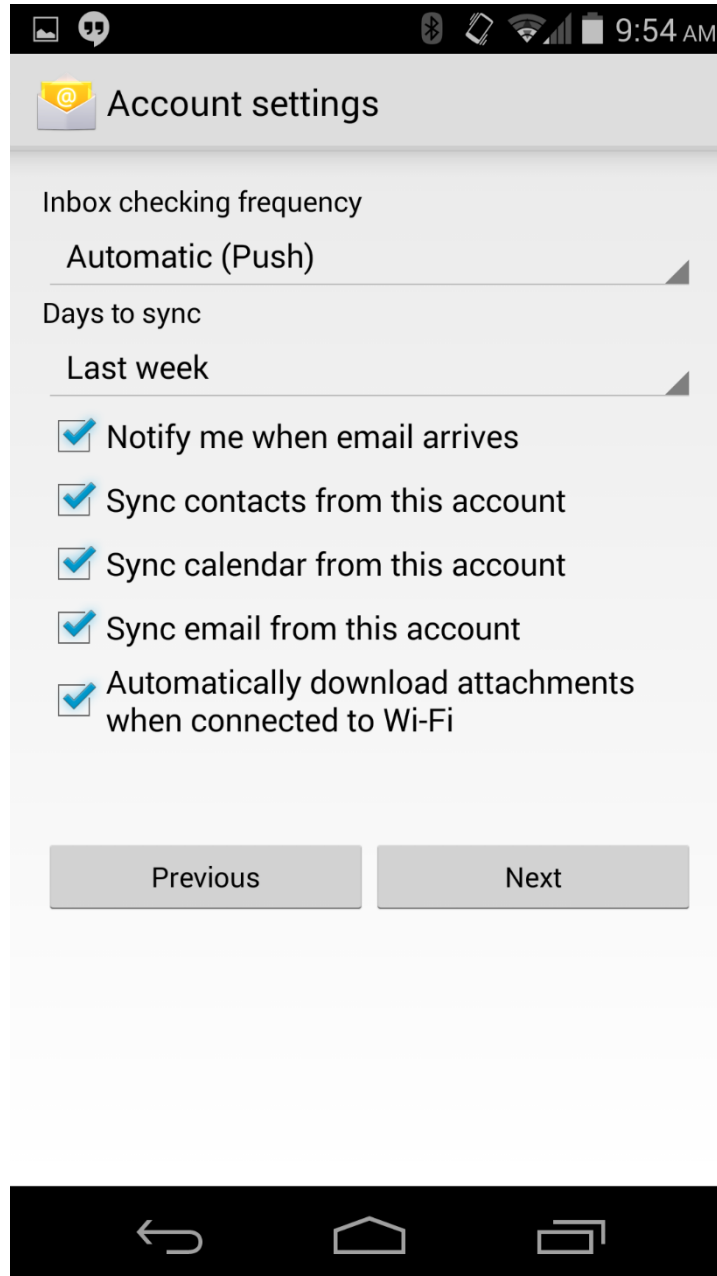 9:54 AM
@
Account settings
Inbox checking frequency
Automatic (Push)
Days to sync
Last week
Notify me when email arrives
Sync contacts from this account
Sync calendar from this account
Sync email from this account
Automatically download attachments
when connected to Wi-Fi
Previous Next